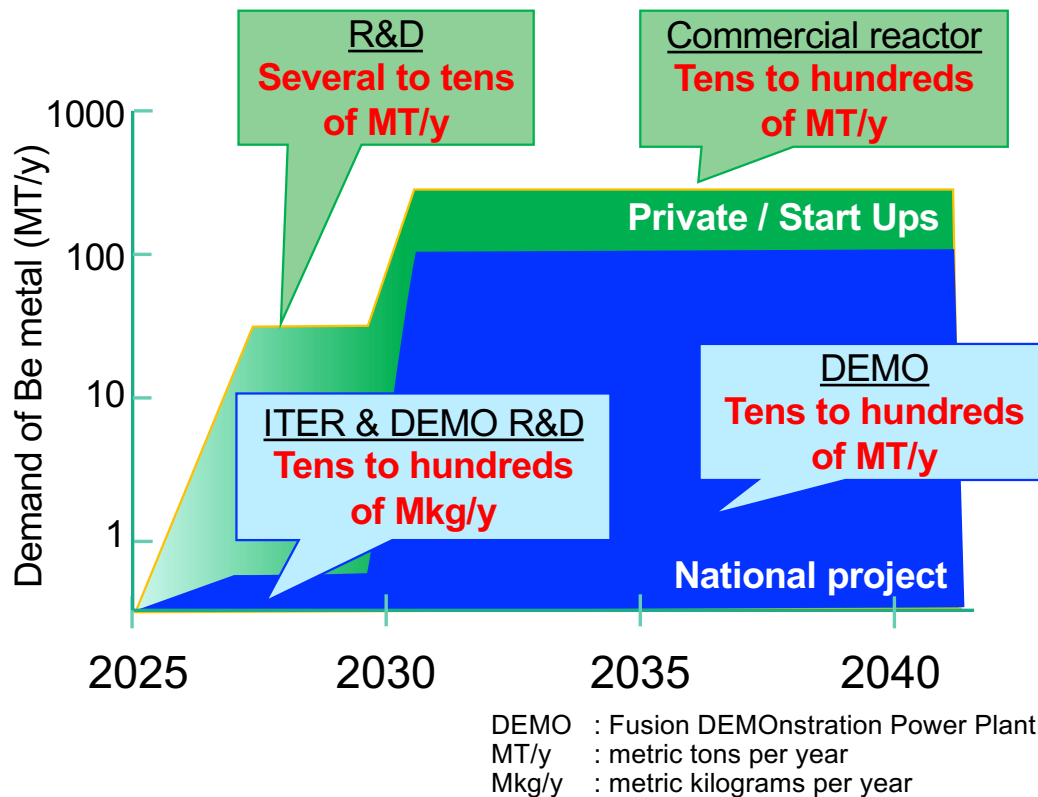 R&D
Several to tens
of MT/y
Commercial reactor
Tens to hundreds
of MT/y
Demand of Be metal (MT/y)
1000
100
10
1
Private / Start Ups
ITER & DEMO R&D
Tens to hundreds
of Mkg/y
DEMO
Tens to hundreds
of MT/y
National project
2025 2030 2035 2040
DEMO : Fusion DEMOnstration Power Plant
MT/y : metric tons per year
Mkg/y : metric kilograms per year